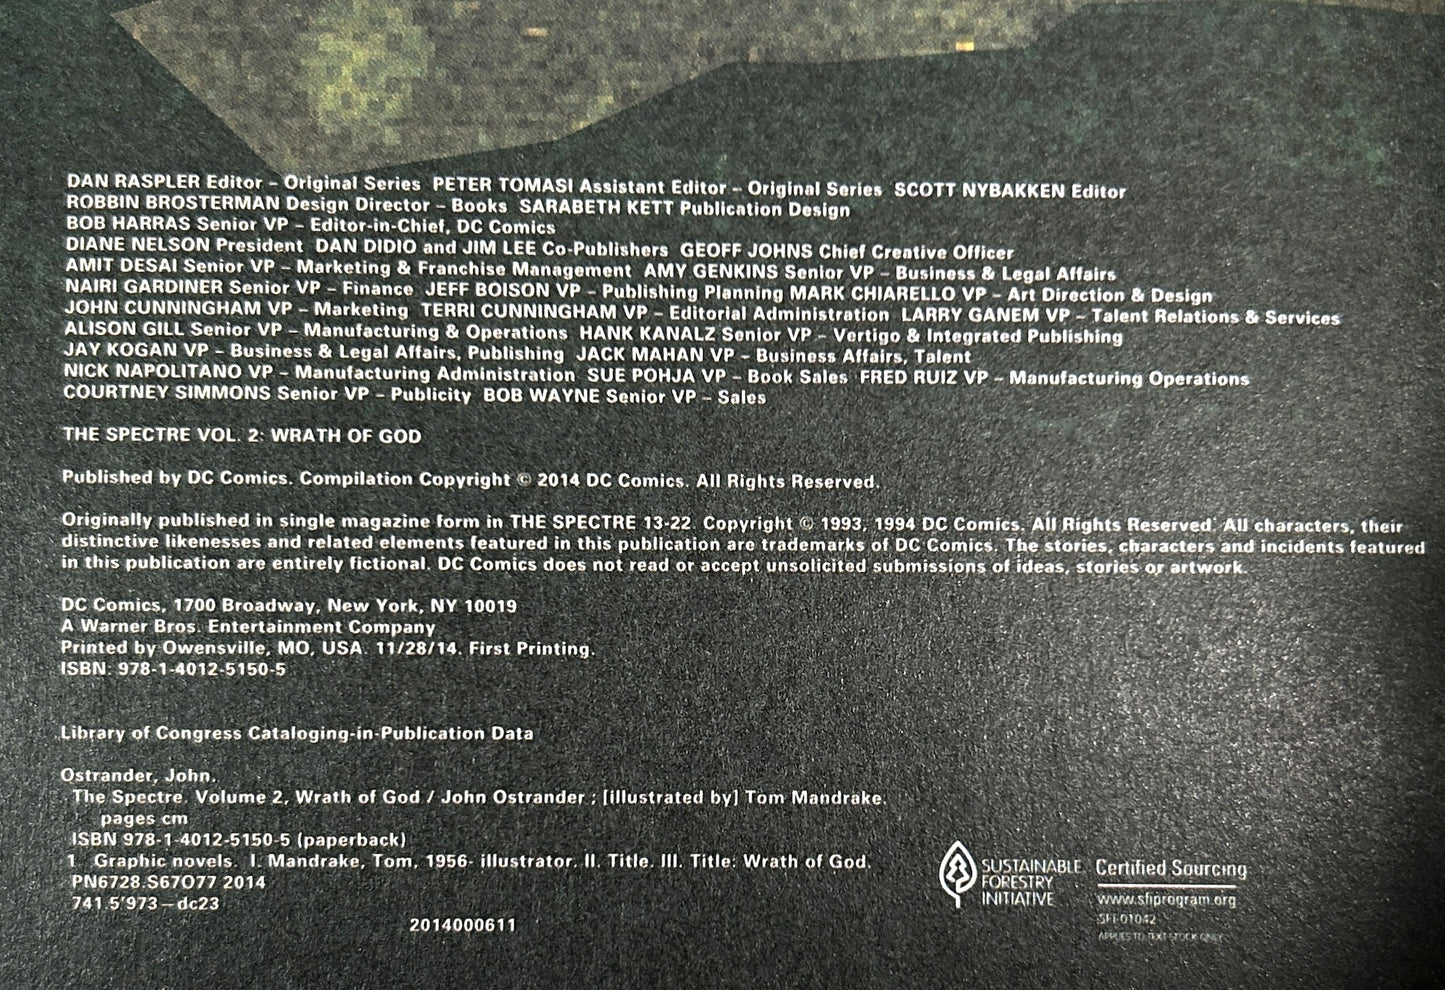 DAN RASPLER Editor – Original Series  PETER TOMASI Assistant Editor – Original Series  SCOTT NYBAKKEN Editor
ROBBIN BROSTERMAN Design Director – Books  SARABETH KETT Publication Design
BOB HARRAS Senior VP – Editor-in-Chief, DC Comics
DIANE NELSON President  DAN DIDIO and JIM LEE Co-Publishers  GEOFF JOHNS Chief Creative Officer
AMIT DESAI Senior VP – Marketing & Franchise Management  AMY GENKINS Senior VP – Business & Legal Affairs
NAIRI GARDINER Senior VP – Finance  JEFF BOISON VP – Publishing Planning MARK CHIARELLO VP – Art Direction & Design
JOHN CUNNINGHAM VP – Marketing  TERRI CUNNINGHAM VP – Editorial Administration  LARRY GANEM VP – Talent Relations & Services
ALISON GILL Senior VP – Manufacturing & Operations  HANK KANALZ Senior VP – Vertigo & Integrated Publishing
JAY KOGAN VP – Business & Legal Affairs, Publishing  JACK MAHAN VP – Business Affairs, Talent
NICK NAPOLITANO VP – Manufacturing Administration  SUE POHJA VP – Book Sales  FRED RUIZ VP – Manufacturing Operations
COURTNEY SIMMONS Senior VP – Publicity  BOB WAYNE Senior VP – Sales
THE SPECTRE VOL. 2: WRATH OF GOD
Published by DC Comics. Compilation Copyright © 2014 DC Comics. All Rights Reserved.
Originally published in single magazine form in THE SPECTRE 13-22. Copyright © 1993, 1994 DC Comics. All Rights Reserved. All characters, their
distinctive likenesses and related elements featured in this publication are trademarks of DC Comics. The stories, characters and incidents featured
in this publication are entirely fictional. DC Comics does not read or accept unsolicited submissions of ideas, stories or artwork.
DC Comics, 1700 Broadway, New York, NY 10019
A Warner Bros. Entertainment Company
Printed by Owensville, MO, USA. 11/28/14. First Printing.
ISBN: 978-1-4012-5150-5
Library of Congress Cataloging-in-Publication Data
Ostrander, John.
The Spectre. Volume 2, Wrath of God / John Ostrander ; [illustrated by] Tom Mandrake.
pages cm
ISBN 978-1-4012-5150-5 (paperback)
1. Graphic novels. I. Mandrake, Tom, 1956- illustrator. II. Title. III. Title: Wrath of God.
PN6728.S67O77 2014
741.5'973—dc23
2014000611
SUSTAINABLE
FORESTRY
INITIATIVE
Certified Sourcing
www.sfiprogram.org
SFI-01042
APPLIES TO TEXT STOCK ONLY